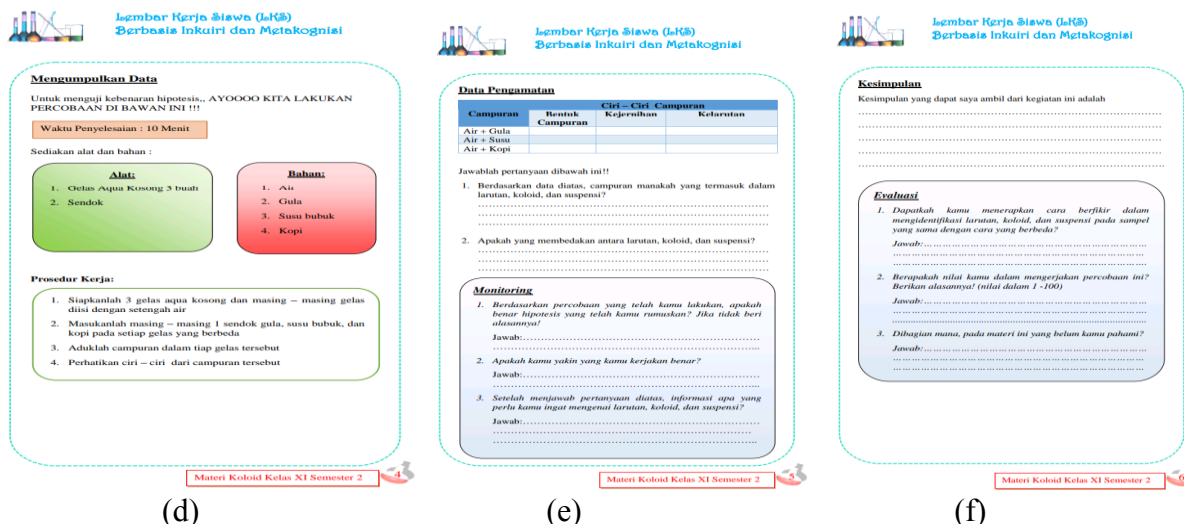 Lembar Kerja Siswa (LKS)
Berbasis Inkuiri dan Metakognisi
Mengumpulkan Data
Untuk menguji kebenaran hipotesis,, AYOOOO KITA LAKUKAN
PERCOBAAN DI BAWAN INI !!!
Waktu Penyelesaian : 10 Menit
Sediakan alat dan bahan :
Alat:
1. Gelas Aqua Kosong 3 buah
2. Sendok
Bahan:
1. Air
2. Gula
3. Susu bubuk
4. Kopi
Prosedur Kerja:
1. Siapkanlah 3 gelas aqua kosong dan masing – masing gelas
diisi dengan setengah air
2. Masukanlah masing – masing 1 sendok gula, susu bubuk, dan
kopi pada setiap gelas yang berbeda
3. Aduklah campuran dalam tiap gelas tersebut
4. Perhatikan ciri – ciri dari campuran tersebut
Materi Koloid Kelas XI Semester 2
4
(d)
Lembar Kerja Siswa (LKS)
Berbasis Inkuiri dan Metakognisi
Data Pengamatan
Ciri – Ciri Campuran
Campuran Bentuk Campuran Kejernihan Kelarutan
Air + Gula
Air + Susu
Air + Kopi
Jawablah pertanyaan dibawah ini!!
1. Berdasarkan data diatas, campuran manakah yang termasuk dalam
larutan, koloid, dan suspensi?
2. Apakah yang membedakan antara larutan, koloid, dan suspensi?
Monitoring
1. Berdasarkan percobaan yang telah kamu lakukan, apakah
benar hipotesis yang telah kamu rumuskan? Jika tidak beri
alasannya!
Jawab:
2. Apakah kamu yakin yang kamu kerjakan benar?
Jawab:
3. Setelah menjawab pertanyaan diatas, informasi apa yang
perlu kamu ingat mengenai larutan, koloid, dan suspensi?
Jawab:
Materi Koloid Kelas XI Semester 2
5
(e)
Lembar Kerja Siswa (LKS)
Berbasis Inkuiri dan Metakognisi
Kesimpulan
Kesimpulan yang dapat saya ambil dari kegiatan ini adalah
Evaluasi
1. Dapatkah kamu menerapkan cara berfikir dalam
mengidentifikasi larutan, koloid, dan suspensi pada sampel
yang sama dengan cara yang berbeda?
Jawab:
2. Berapakah nilai kamu dalam mengerjakan percobaan ini?
Berikan alasannya! (nilai dalam 1 -100)
Jawab:
3. Dibagian mana, pada materi ini yang belum kamu pahami?
Jawab:
Materi Koloid Kelas XI Semester 2
6
(f)